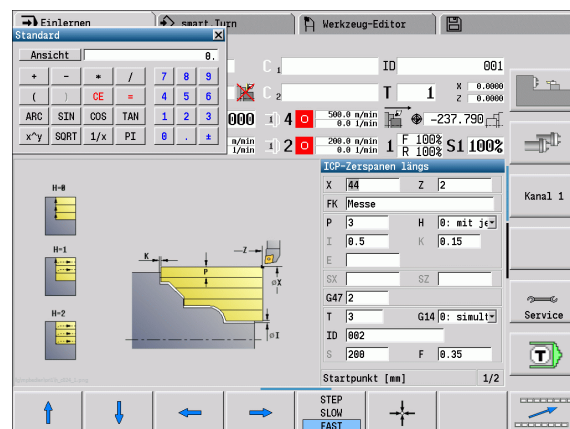 Einlernen
smart Turn
Werkzeug-Editor
Standard
Ansicht
0.
+ - * / 7 8 9
( ) CE = 4 5 6
ARC SIN COS TAN 1 2 3
x^y SQRT 1/x PI 0 . ±
C 1
ID 001
C 2
T 1
X 0.0000
Z 0.0000
000
4
500.0 m/min
0.0 1/min
-237.790
m/min
1/min
2
200.0 m/min
0.0 1/min
1
F 100%
R 100%
S1 100%
Kanal 1
Service
T
ICP-Zerspanen längs
X 44 Z 2
FK Messe
P 3 H 0: mit je
I 0.5 K 0.15
E
SX SZ
G47 2
T 3 G14 0: simult
ID 002
S 200 F 0.35
Startpunkt [mm] 1/2
H=0
H=1
H=2
K
Z
P
øX
øI
STEP
SLOW
FAST